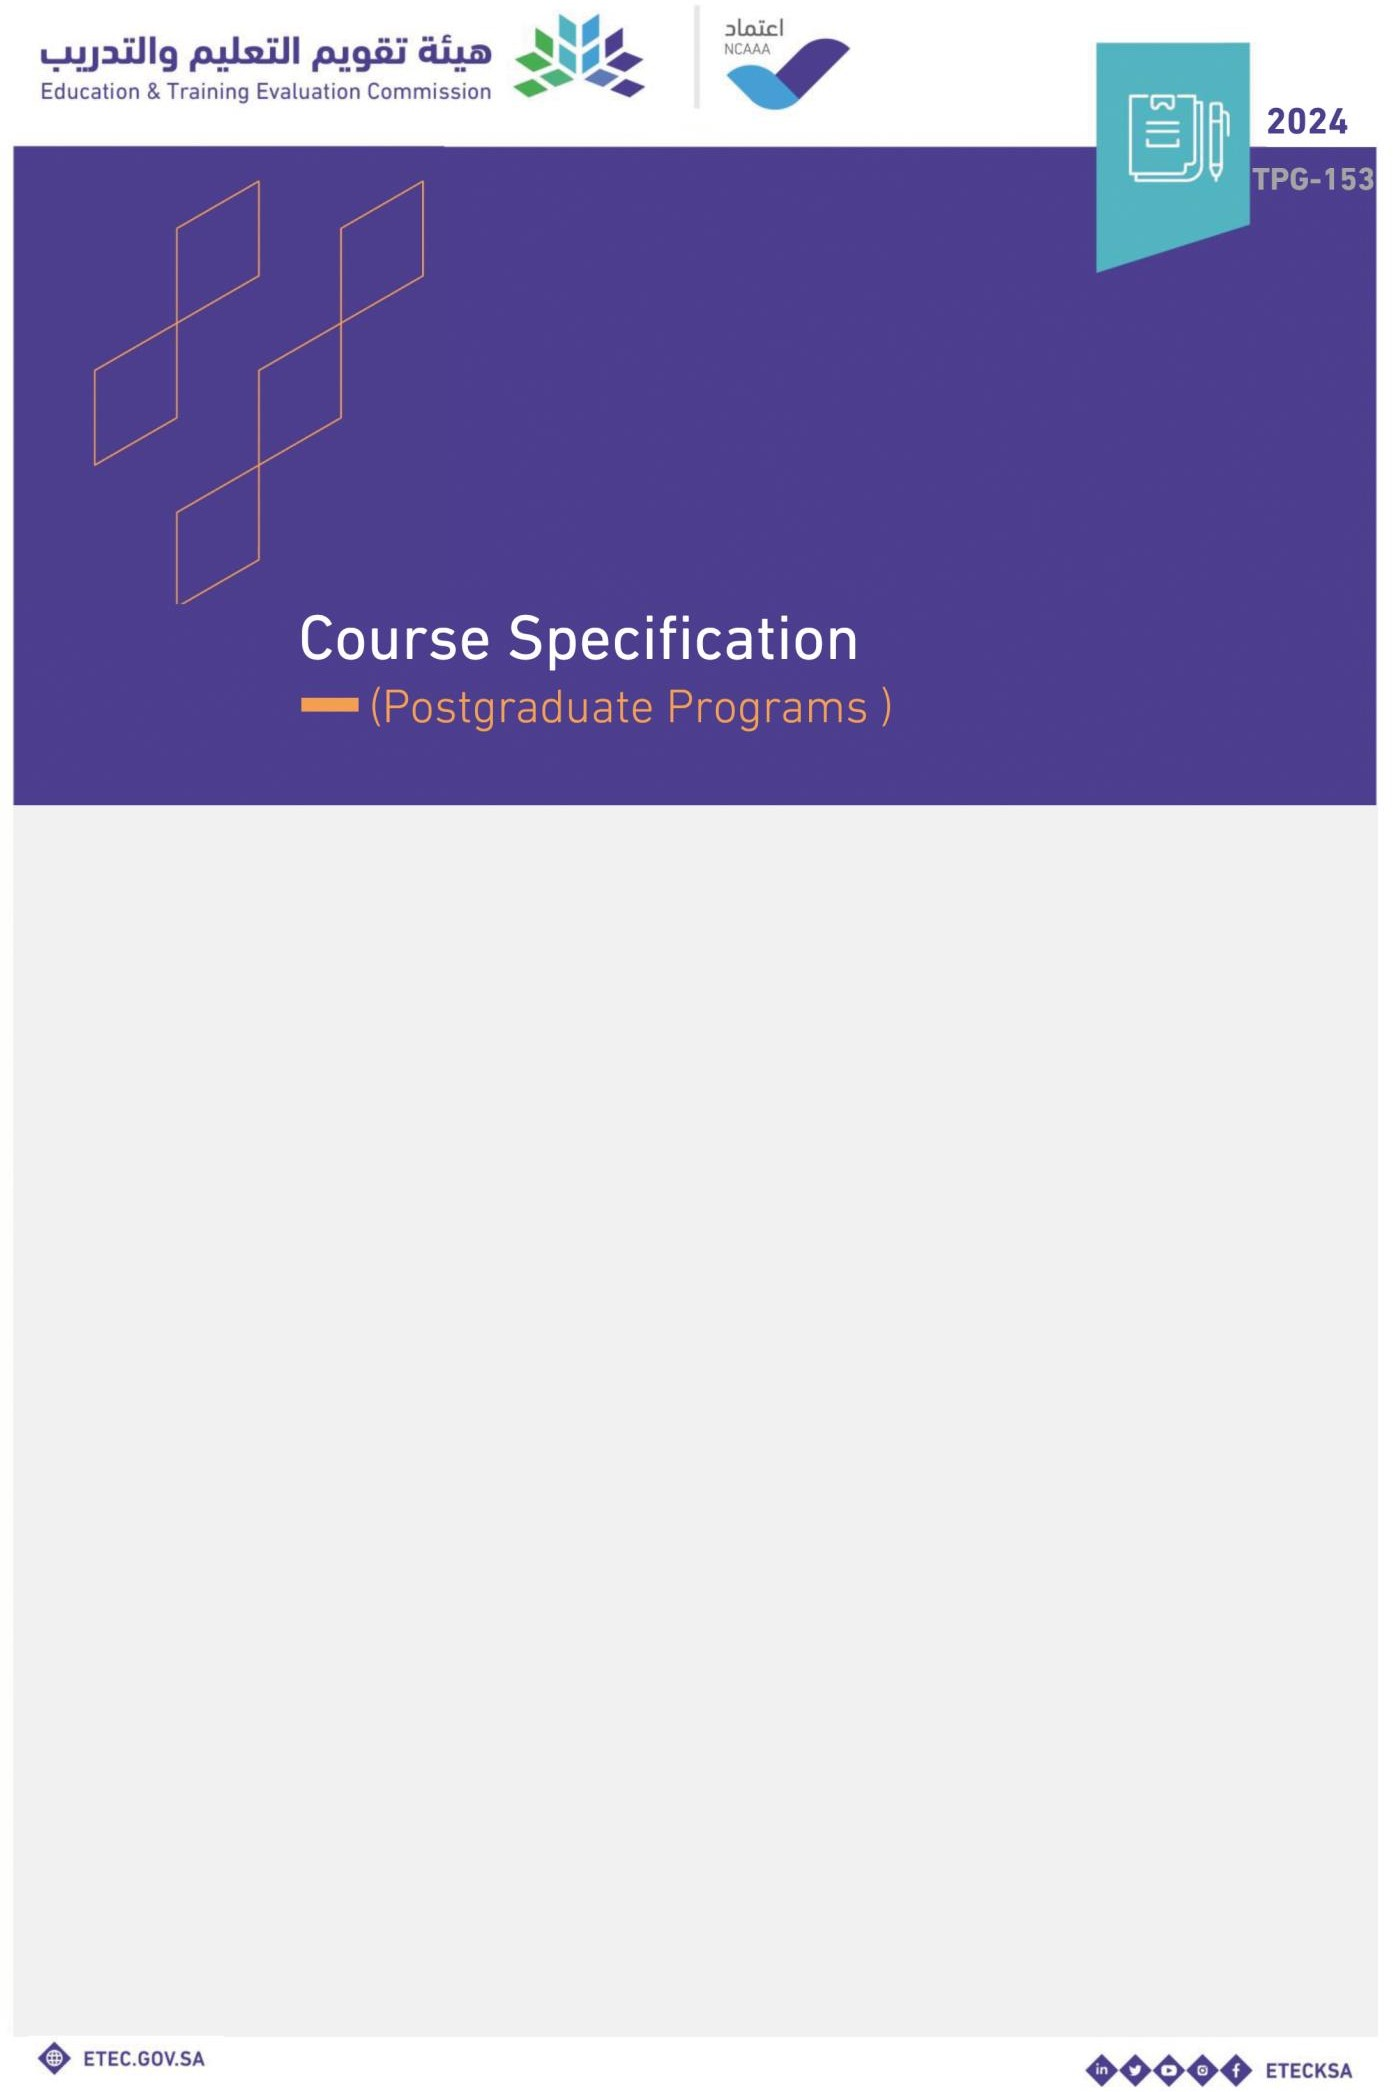 هيئة تقويم التعليم والتدريب
Education & Training Evaluation Commission
اعتماد
NCAAA
2024
TPG-153
Course Specification
(Postgraduate Programs )
ETEC.GOV.SA
ETECKSA